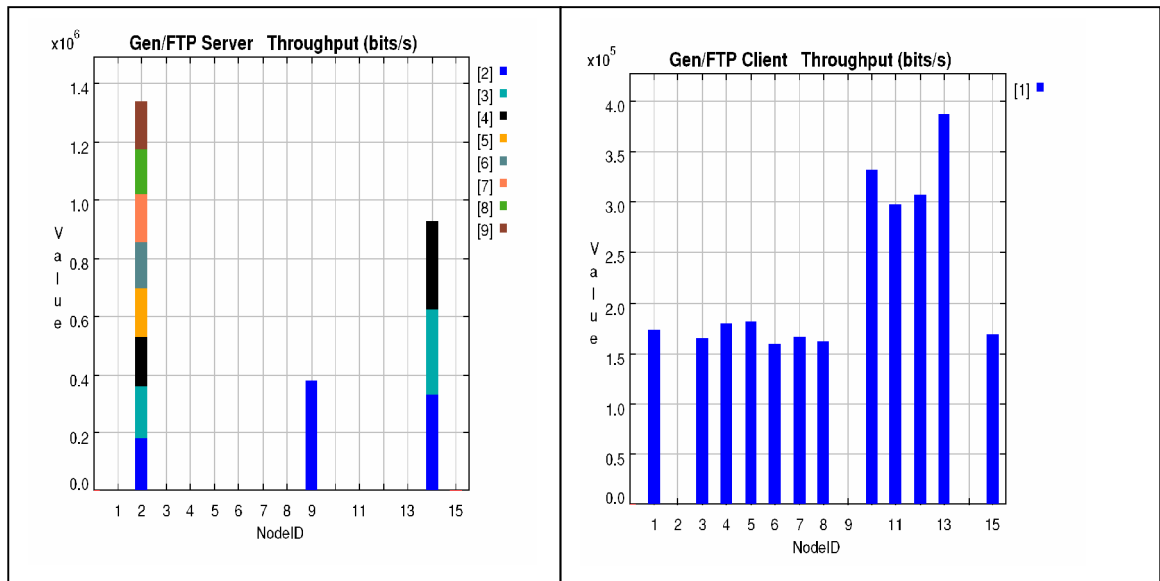 x10^6
Gen/FTP Server Throughput (bits/s)
[2]
[3]
[4]
[5]
[6]
[7]
[8]
[9]
1.4
1.2
1.0
0.8
0.6
0.4
0.2
0.0
Value
1 2 3 4 5 6 7 8 9 11 13 15
NodeID
x10^5
Gen/FTP Client Throughput (bits/s)
[1]
4.0
3.5
3.0
2.5
2.0
1.5
1.0
0.5
0.0
Value
1 2 3 4 5 6 7 8 9 11 13 15
NodeID